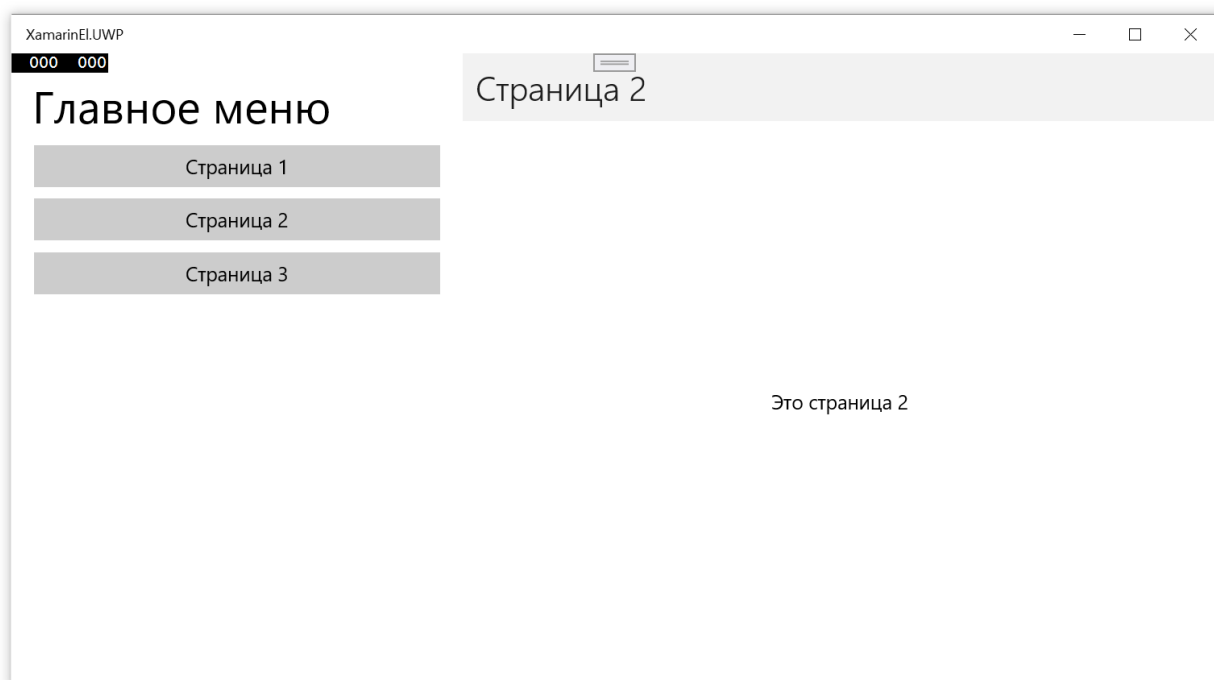 XamarinEl.UWP
000 000
Главное меню
Страница 1
Страница 2
Страница 3
Страница 2
Это страница 2